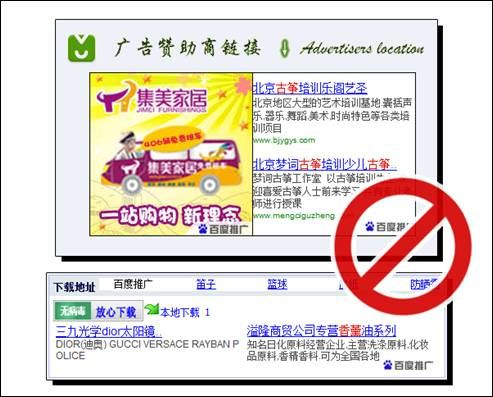 广告赞助商链接 Advertisers location
集美家居
JIMEI FURNISHINGS
406路免费班车
集美家居
一站购物 新理念
北京古筝培训乐阁艺圣
北京地区大型的艺术培训基地 囊括声
乐.器乐.舞蹈.美术.时尚特色等各类培
训项目
www.bjygys.com
北京梦词古筝培训少儿古筝..
梦词古筝工作室 以古筝培训
迎喜爱古筝人士前来学习
师进行授课
www.mengciguzheng
百度推广
下载地址 百度推广 笛子 篮球 防晒
无病毒 放心下载 本地下载 1
三九光学dior太阳镜..
DIOR(迪奥) GUCCI VERSACE RAYBAN P
OLICE
溢隆商贸公司专营香薰油系列
知名日化原料经营企业.主营洗涤原料.化妆
品原料.香精香料.可为全国各地
百度推广